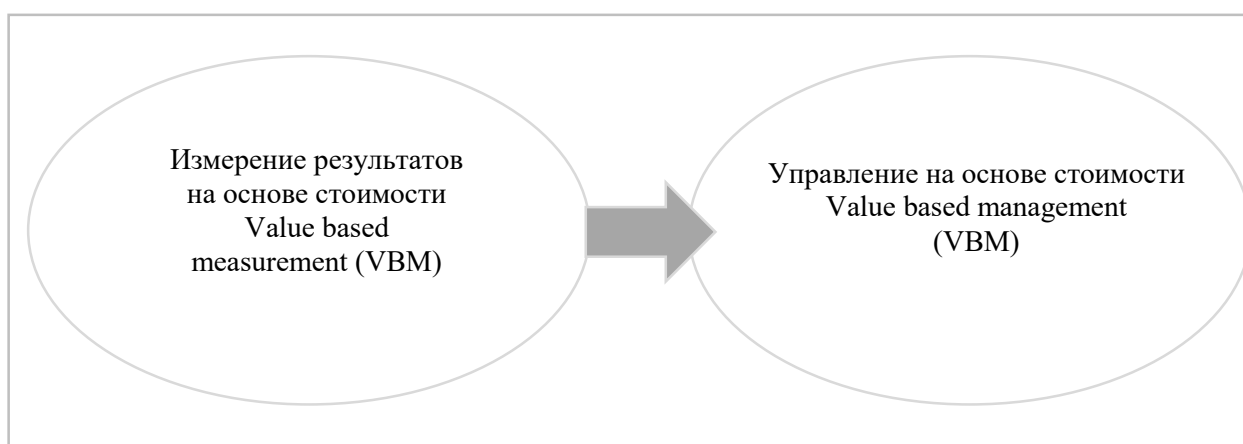 Измерение результатов
на основе стоимости
Value based
measurement (VBM)
Управление на основе стоимости
Value based management
(VBM)